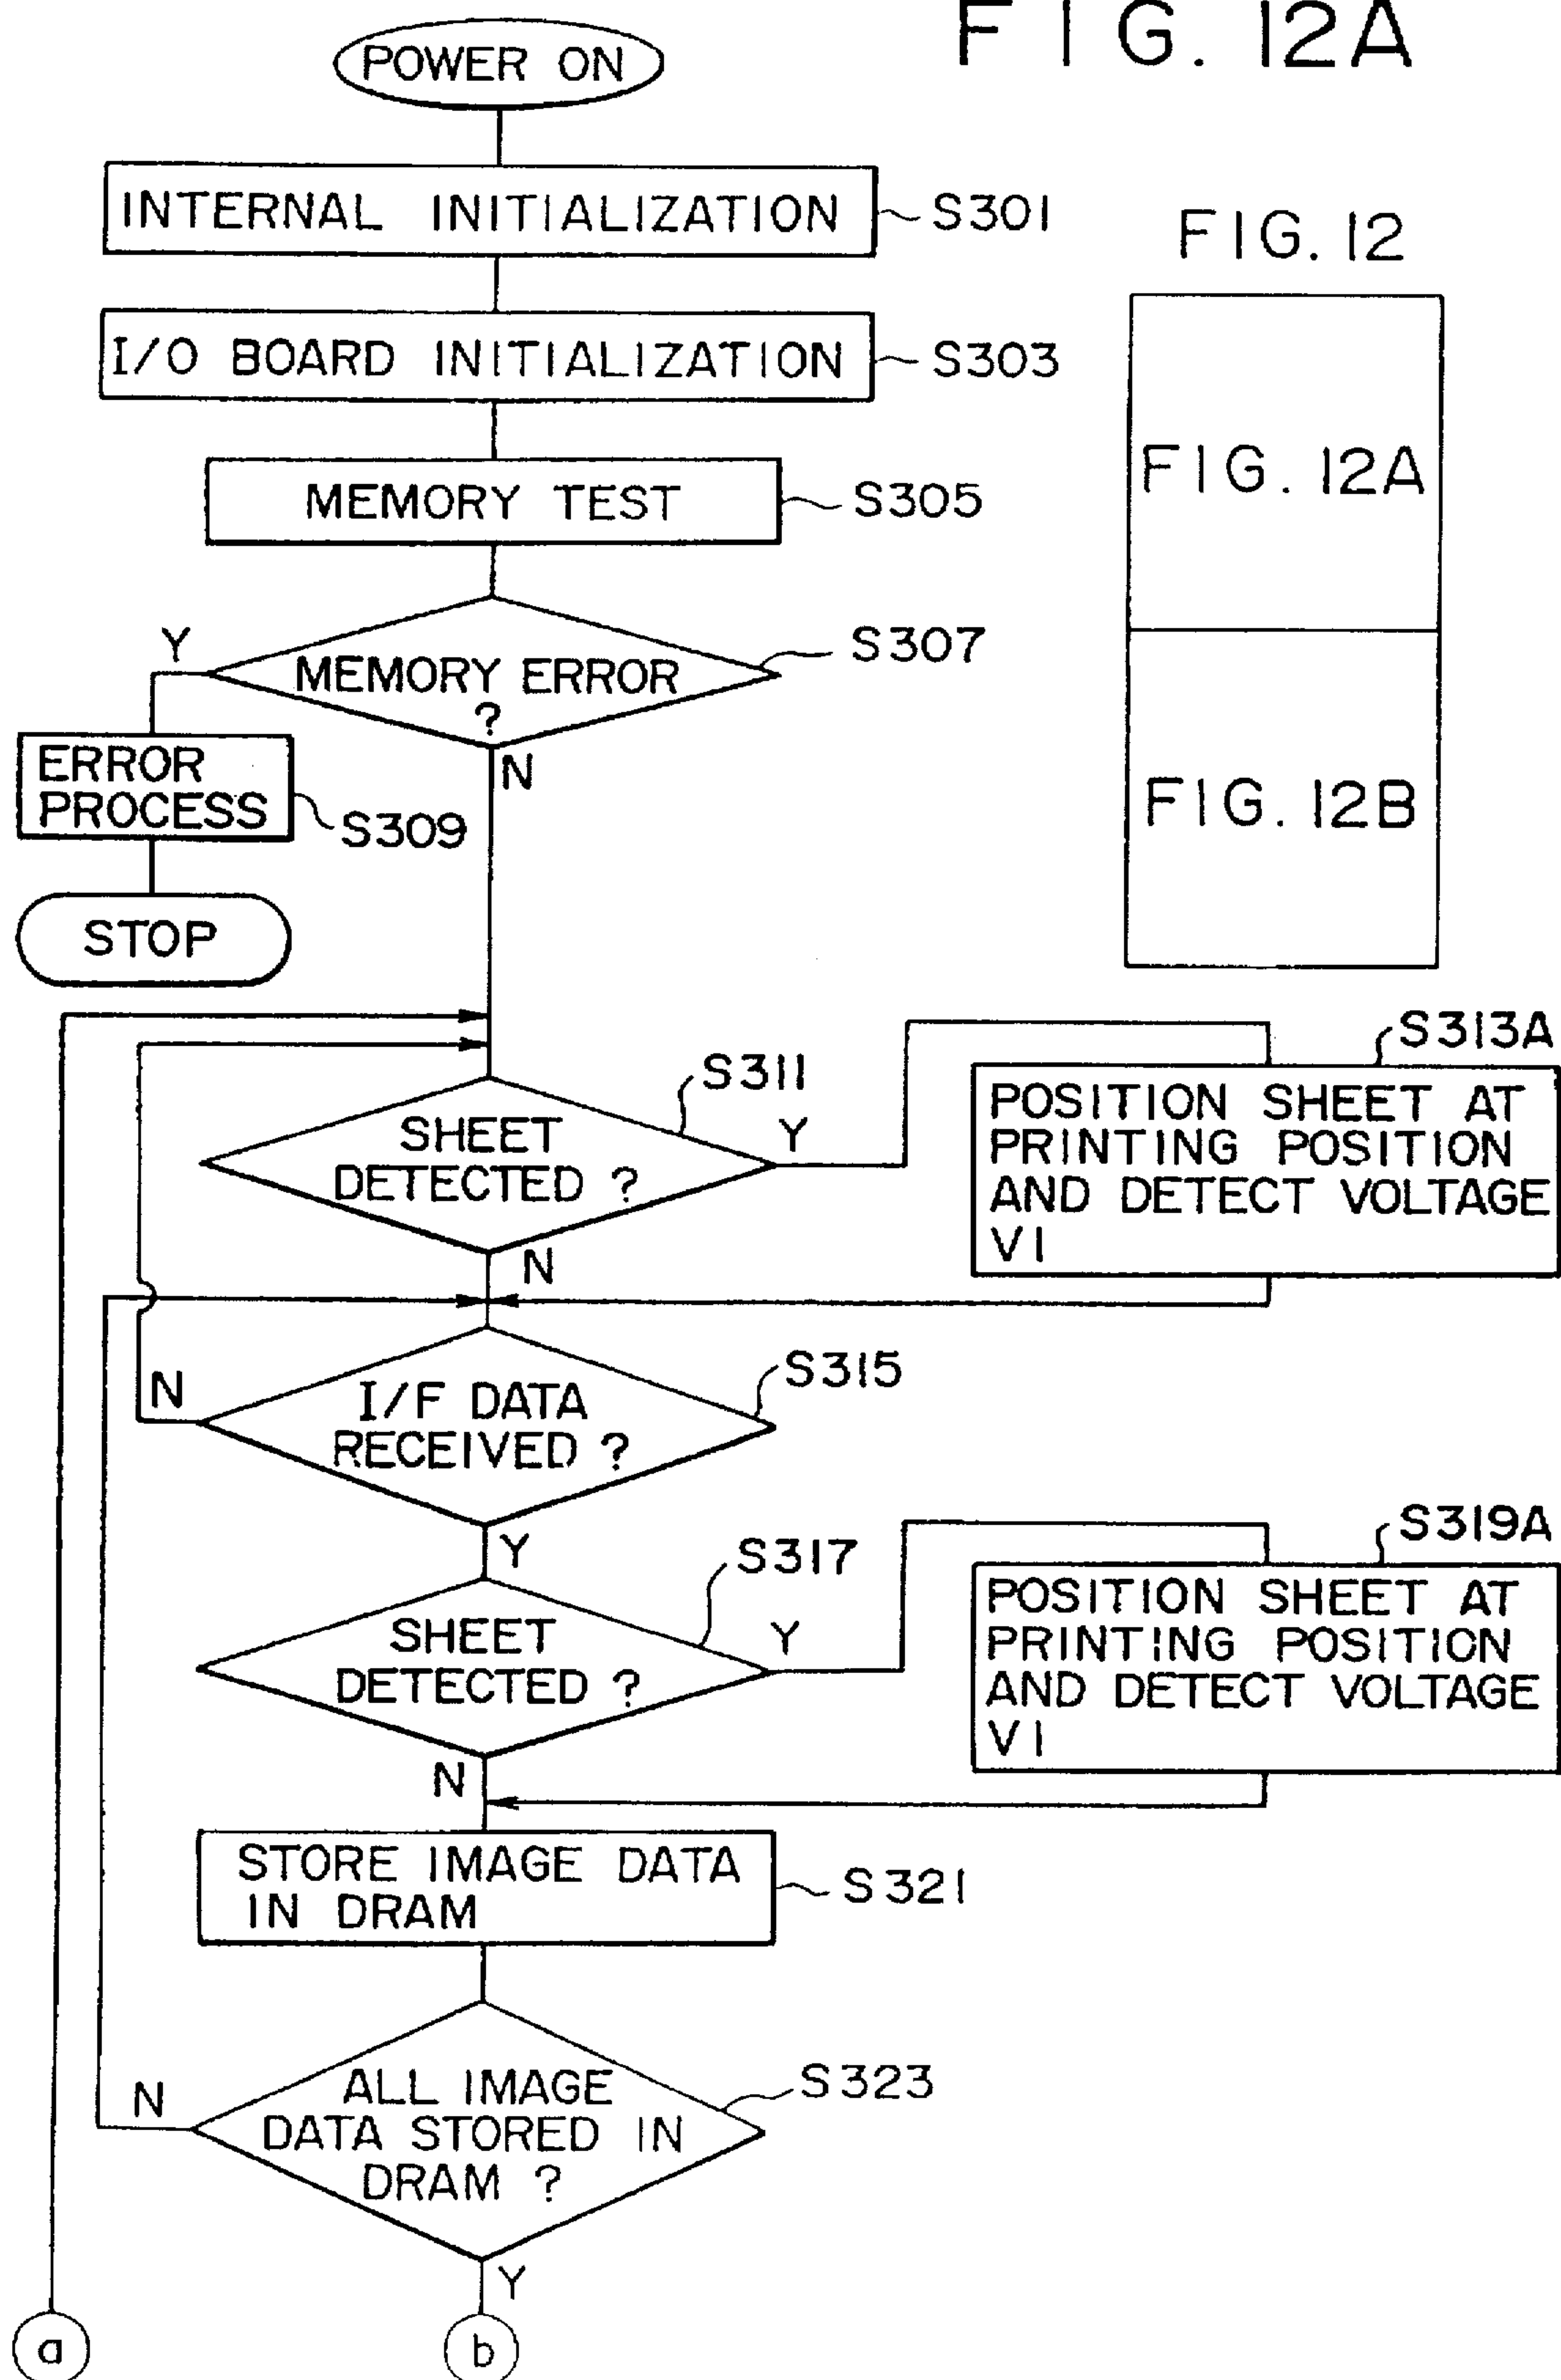 FIG. 12A
POWER ON
INTERNAL INITIALIZATION
S301
FIG. 12
I/O BOARD INITIALIZATION
S303
FIG. 12A
FIG. 12B
MEMORY TEST
S305
MEMORY ERROR
?
S307
Y
N
ERROR
PROCESS
S309
STOP
SHEET
DETECTED ?
S311
Y
N
S313A
POSITION SHEET AT
PRINTING POSITION
AND DETECT VOLTAGE
V1
I/F DATA
RECEIVED ?
S315
N
Y
SHEET
DETECTED ?
S317
Y
N
S319A
POSITION SHEET AT
PRINTING POSITION
AND DETECT VOLTAGE
V1
STORE IMAGE DATA
IN DRAM
S321
ALL IMAGE
DATA STORED IN
DRAM ?
S323
N
Y
a
b